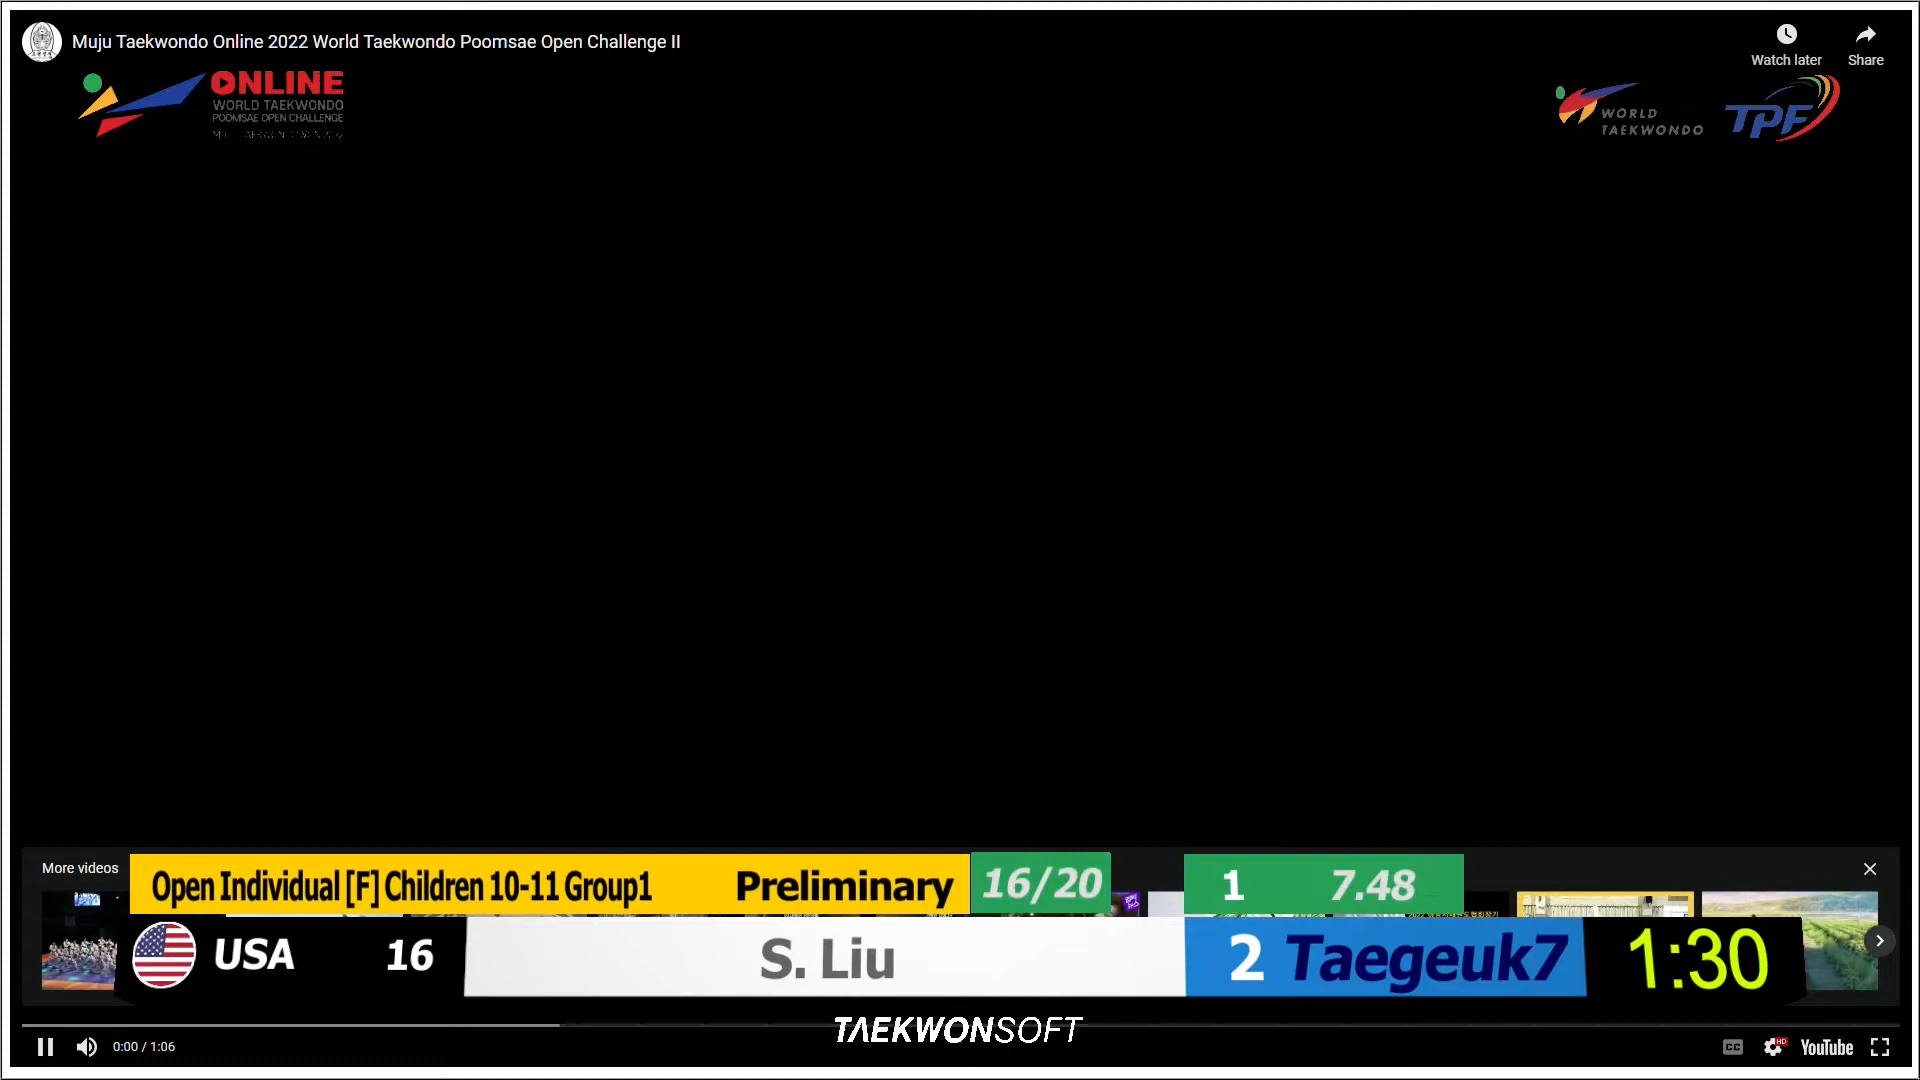 Muju Taekwondo Online 2022 World Taekwondo Poomsae Open Challenge II
Watch later
Share
ONLINE
WORLD TAEKWONDO
POOMSAE OPEN CHALLENGE
WORLD
TAEKWONDO
TPF
More videos
Open Individual [F] Children 10-11 Group1 Preliminary 16/20
1 7.48
USA 16 S. Liu 2 Taegeuk7 1:30
TAEKWONSOFT
0:00 / 1:06
CC
HD
YouTube